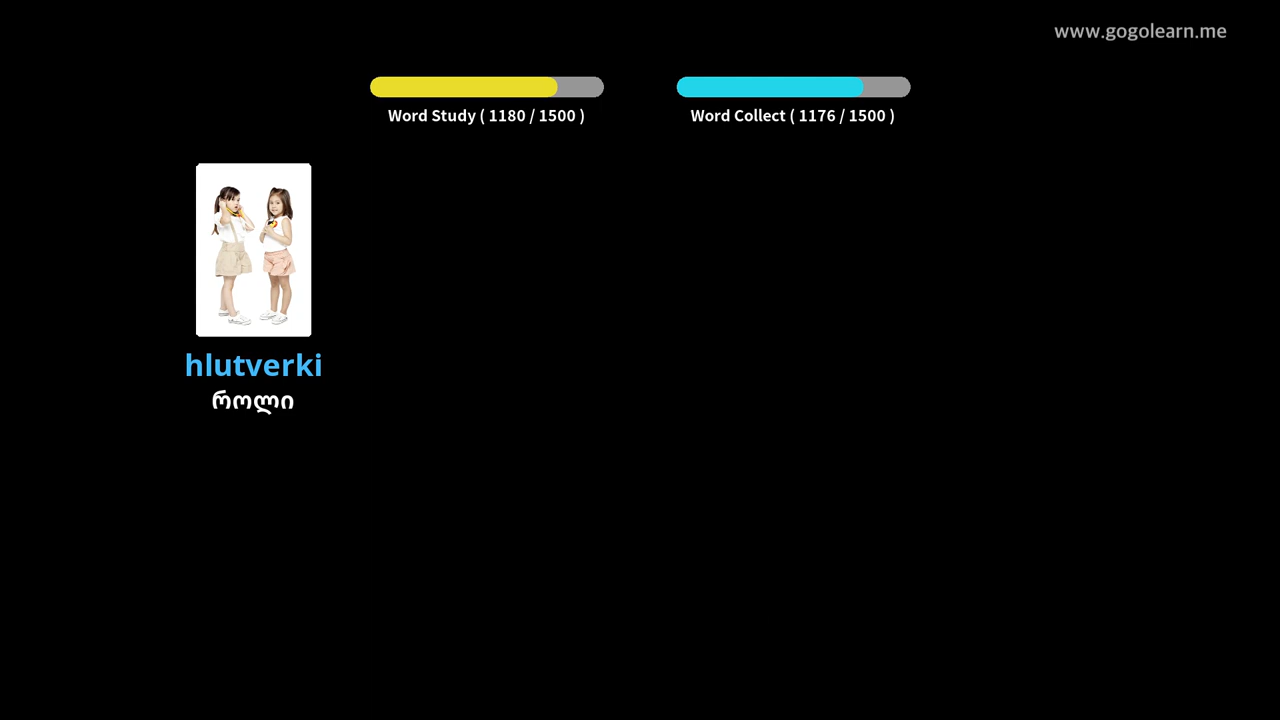 www.gogolearn.me
Word Study ( 1180 / 1500 )
Word Collect ( 1176 / 1500 )
hlutverki
როლი